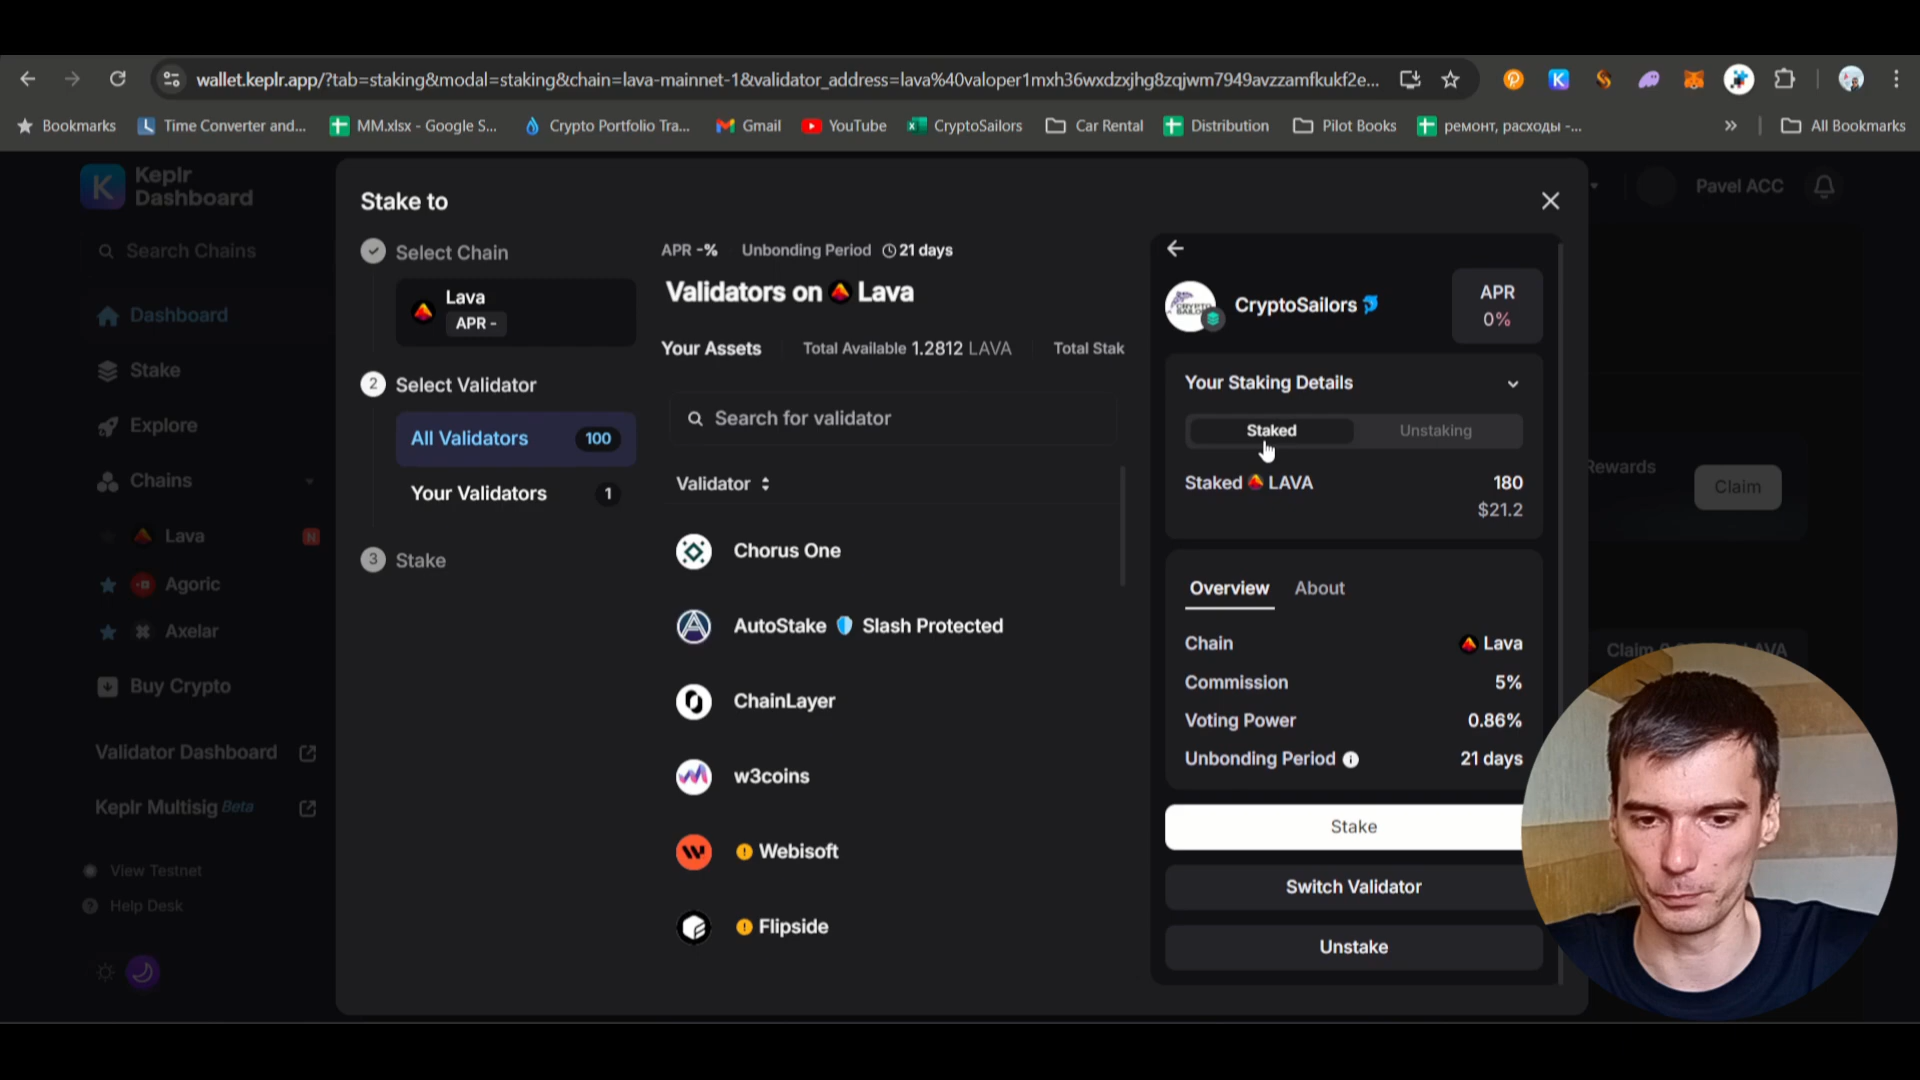 wallet.keplr.app/?tab=staking&modal=staking&chain=lava-mainnet-1&validator_address=lava%40valoper1mxh36wxdzxjhg8zqjwm7949avzzamfkukf2e...
Bookmarks
Time Converter and...
MM.xlsx - Google S...
Crypto Portfolio Tra...
Gmail
YouTube
CryptoSailors
Car Rental
Distribution
Pilot Books
ремонт, расходы -...
All Bookmarks
Keplr
Dashboard
Search Chains
Dashboard
Stake
Explore
Chains
Lava
N
Agoric
Axelar
Buy Crypto
Validator Dashboard
Keplr Multisig Beta
View Testnet
Help Desk
Stake to
Select Chain
Lava
APR -
2 Select Validator
All Validators 100
Your Validators 1
3 Stake
APR -% Unbonding Period 21 days
Validators on Lava
Your Assets Total Available 1.2812 LAVA Total Stak
Search for validator
Validator
Chorus One
AutoStake Slash Protected
ChainLayer
w3coins
Webisoft
Flipside
CryptoSailors
APR
0%
Your Staking Details
Staked Unstaking
Staked LAVA 180
$21.2
Overview About
Chain Lava
Commission 5%
Voting Power 0.86%
Unbonding Period 21 days
Stake
Switch Validator
Unstake
Pavel ACC
Rewards
Claim